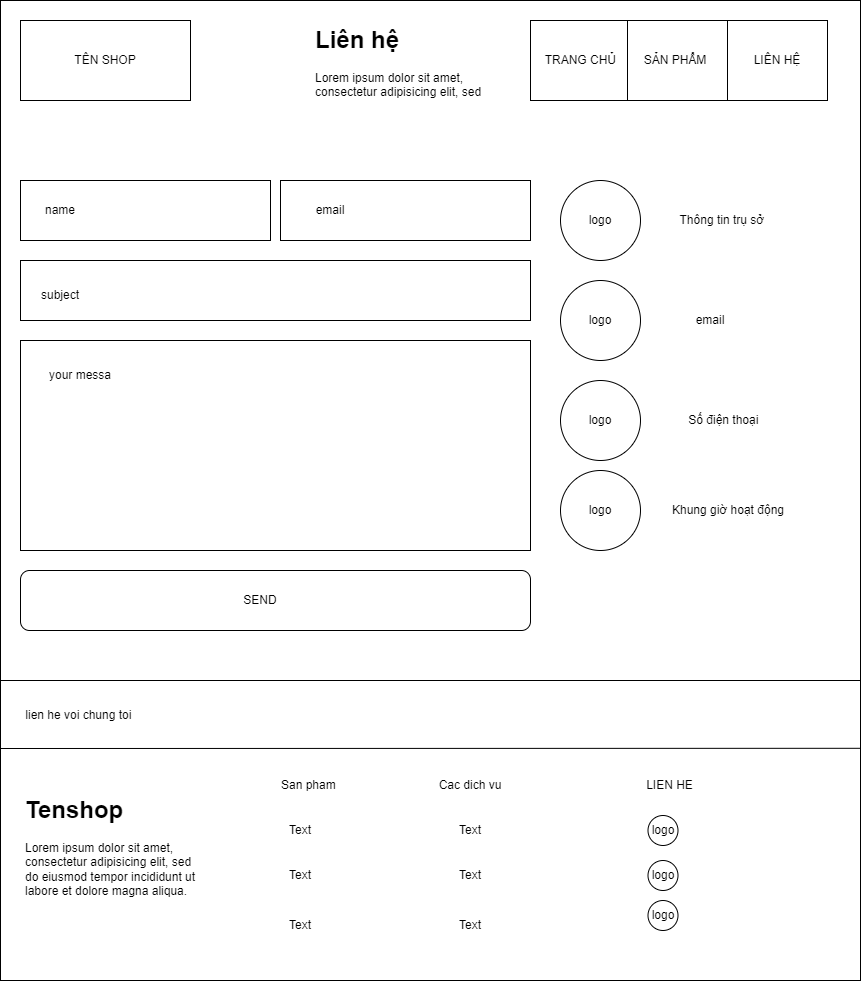 TÊN SHOP
Liên hệ
Lorem ipsum dolor sit amet,
consectetur adipisicing elit, sed
TRANG CHỦ
SẢN PHẨM
LIÊN HỆ
name
email
subject
your messa
SEND
logo
Thông tin trụ sở
logo
email
logo
Số điện thoại
logo
Khung giờ hoạt động
lien he voi chung toi
Tenshop
Lorem ipsum dolor sit amet,
consectetur adipisicing elit, sed
do eiusmod tempor incididunt ut
labore et dolore magna aliqua.
San pham
Text
Text
Text
Cac dich vu
Text
Text
Text
LIEN HE
logo
logo
logo